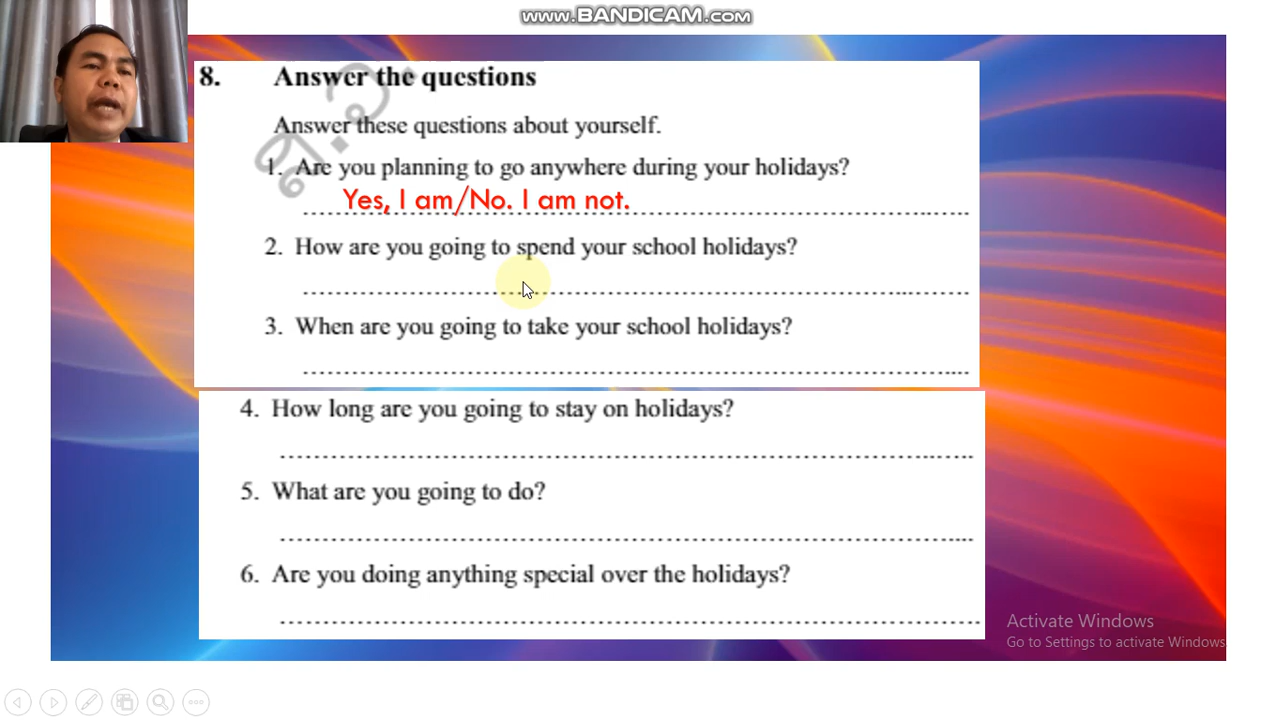 www.BANDICAM.com
8. Answer the questions
Answer these questions about yourself.
1. Are you planning to go anywhere during your holidays?
Yes, I am/No. I am not.
2. How are you going to spend your school holidays?
3. When are you going to take your school holidays?
4. How long are you going to stay on holidays?
5. What are you going to do?
6. Are you doing anything special over the holidays?
Activate Windows
Go to Settings to activate Windows